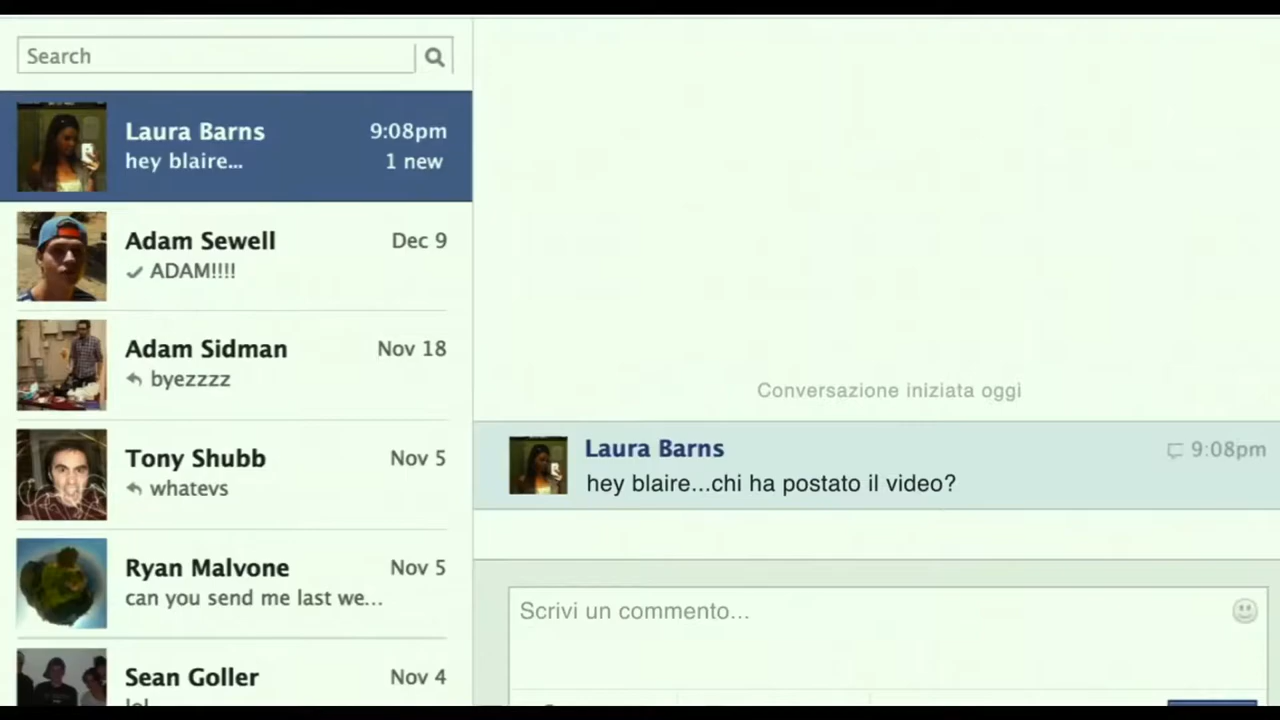 Search
Laura Barns 9:08pm
hey blaire... 1 new
Adam Sewell Dec 9
ADAM!!!!
Adam Sidman Nov 18
byezzzz
Tony Shubb Nov 5
whatevs
Ryan Malvone Nov 5
can you send me last we...
Sean Goller Nov 4
lol
Conversazione iniziata oggi
Laura Barns 9:08pm
hey blaire...chi ha postato il video?
Scrivi un commento...